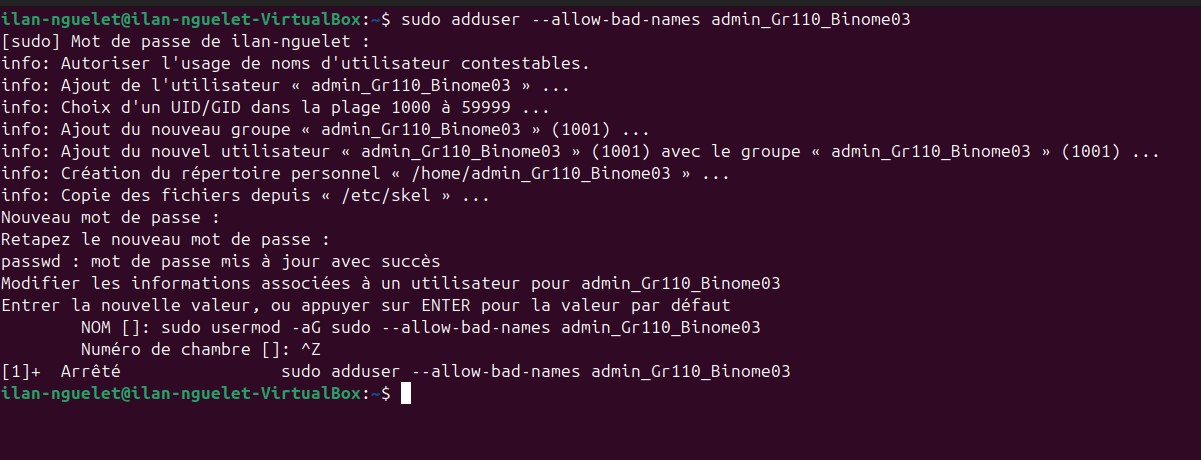 ilan-nguelet@ilan-nguelet-VirtualBox:~$ sudo adduser --allow-bad-names admin_Gr110_Binome03
[sudo] Mot de passe de ilan-nguelet :
info: Autoriser l'usage de noms d'utilisateur contestables.
info: Ajout de l'utilisateur « admin_Gr110_Binome03 » ...
info: Choix d'un UID/GID dans la plage 1000 à 59999 ...
info: Ajout du nouveau groupe « admin_Gr110_Binome03 » (1001) ...
info: Ajout du nouvel utilisateur « admin_Gr110_Binome03 » (1001) avec le groupe « admin_Gr110_Binome03 » (1001) ...
info: Création du répertoire personnel « /home/admin_Gr110_Binome03 » ...
info: Copie des fichiers depuis « /etc/skel » ...
Nouveau mot de passe :
Retapez le nouveau mot de passe :
passwd : mot de passe mis à jour avec succès
Modifier les informations associées à un utilisateur pour admin_Gr110_Binome03
Entrer la nouvelle valeur, ou appuyer sur ENTER pour la valeur par défaut
        NOM []: sudo usermod -aG sudo --allow-bad-names admin_Gr110_Binome03
        Numéro de chambre []: ^Z
[1]+  Arrêté                sudo adduser --allow-bad-names admin_Gr110_Binome03
ilan-nguelet@ilan-nguelet-VirtualBox:~$